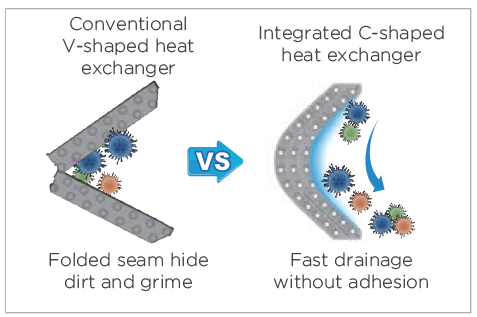 Conventional
V-shaped heat
exchanger
VS
Integrated C-shaped
heat exchanger
Folded seam hide
dirt and grime
Fast drainage
without adhesion